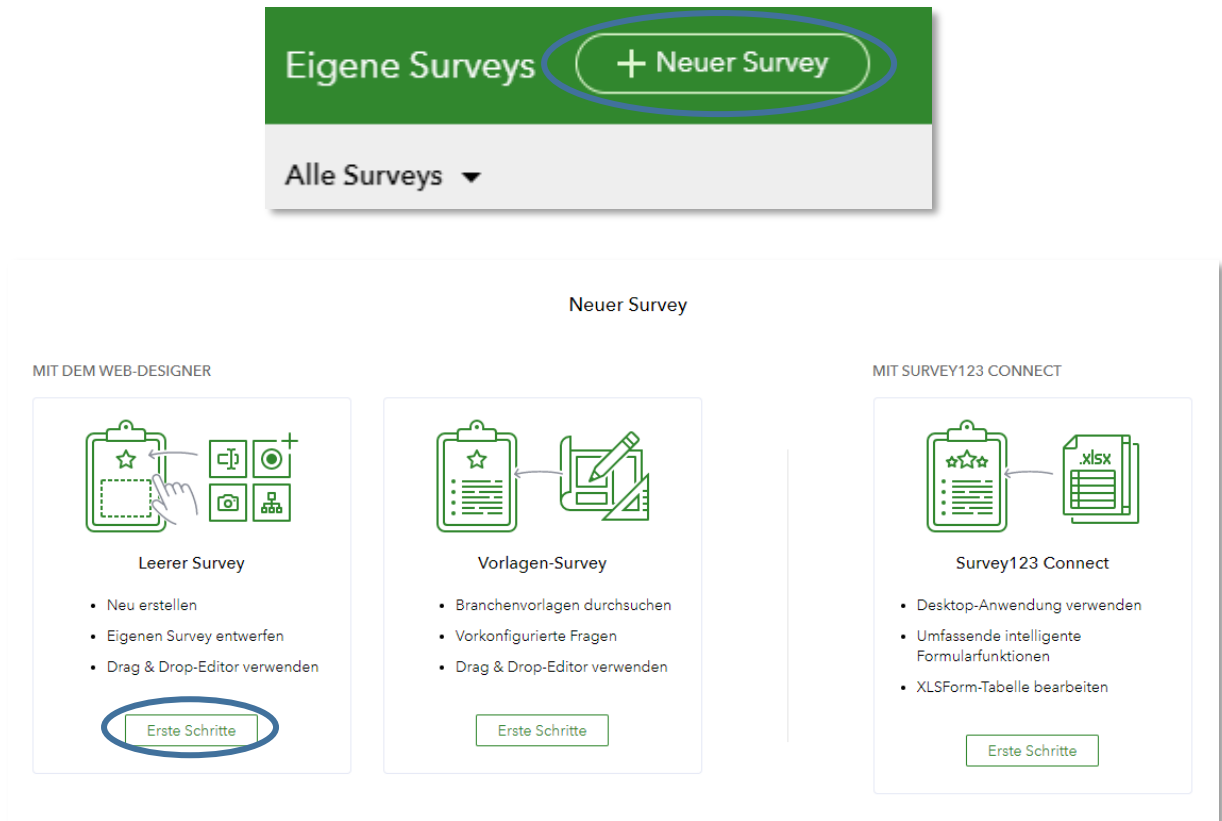 Eigene Surveys
+ Neuer Survey
Alle Surveys
Neuer Survey
MIT DEM WEB-DESIGNER
Leerer Survey
• Neu erstellen
• Eigenen Survey entwerfen
• Drag & Drop-Editor verwenden
Erste Schritte
Vorlagen-Survey
• Branchenvorlagen durchsuchen
• Vorkonfigurierte Fragen
• Drag & Drop-Editor verwenden
Erste Schritte
MIT SURVEY123 CONNECT
.xlsx
Survey123 Connect
• Desktop-Anwendung verwenden
• Umfassende intelligente
Formularfunktionen
• XLSForm-Tabelle bearbeiten
Erste Schritte